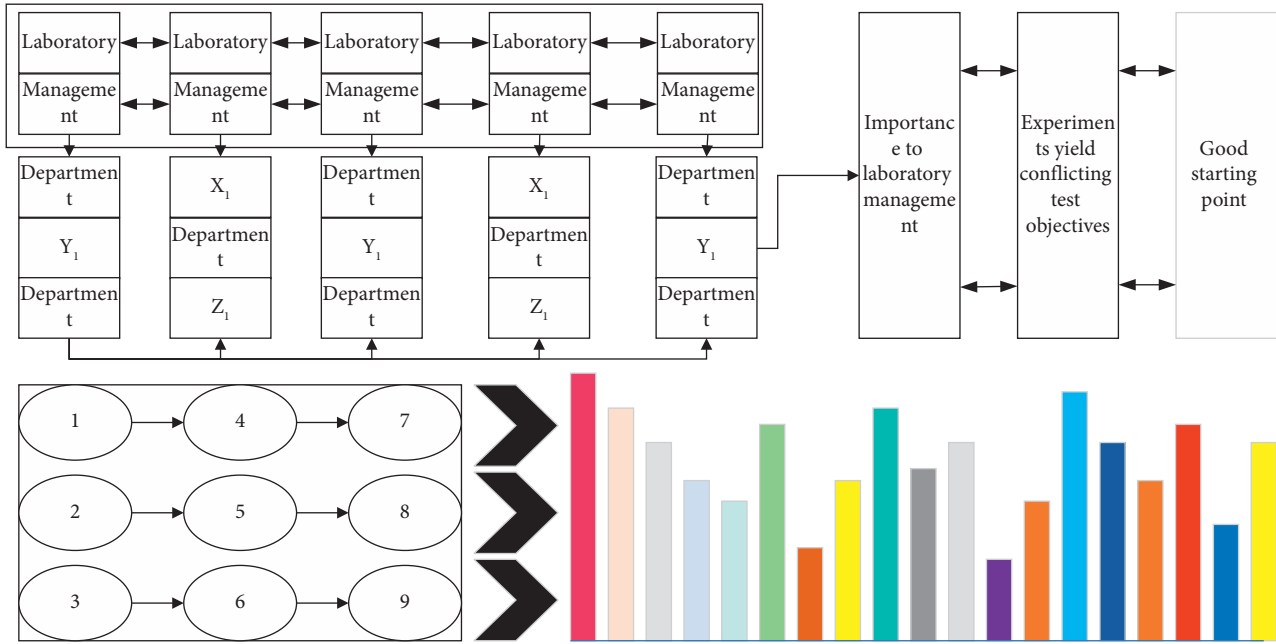 Laboratory
Laboratory
Laboratory
Laboratory
Laboratory
Manageme
nt
Manageme
nt
Manageme
nt
Manageme
nt
Manageme
nt
Departmen
t
X1
Departmen
t
X1
Departmen
t
Y1
Departmen
t
Y1
Departmen
t
Y1
Departmen
t
Z1
Departmen
t
Z1
Departmen
t
Importanc
e to
laboratory
manageme
nt
Experimen
ts yield
conflicting
test
objectives
Good
starting
point
1
4
7
2
5
8
3
6
9